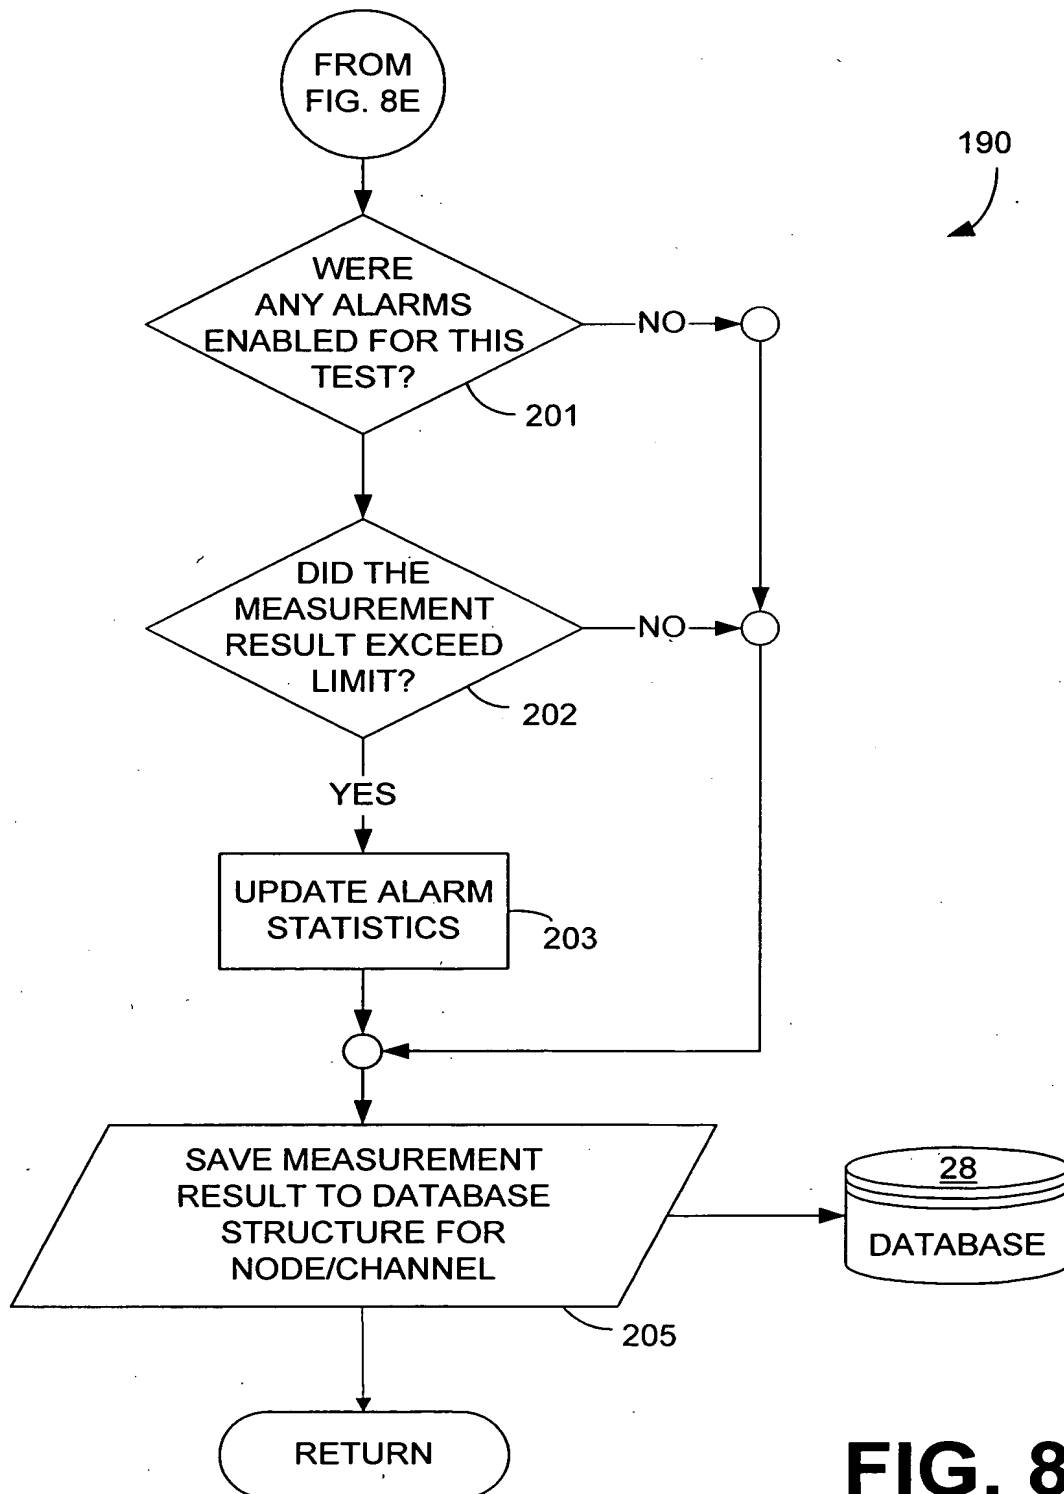 FROM
FIG. 8E
190
WERE
ANY ALARMS
ENABLED FOR THIS
TEST?
NO
201
DID THE
MEASUREMENT
RESULT EXCEED
LIMIT?
NO
202
YES
UPDATE ALARM
STATISTICS
203
SAVE MEASUREMENT
RESULT TO DATABASE
STRUCTURE FOR
NODE/CHANNEL
28
DATABASE
205
RETURN
FIG. 8